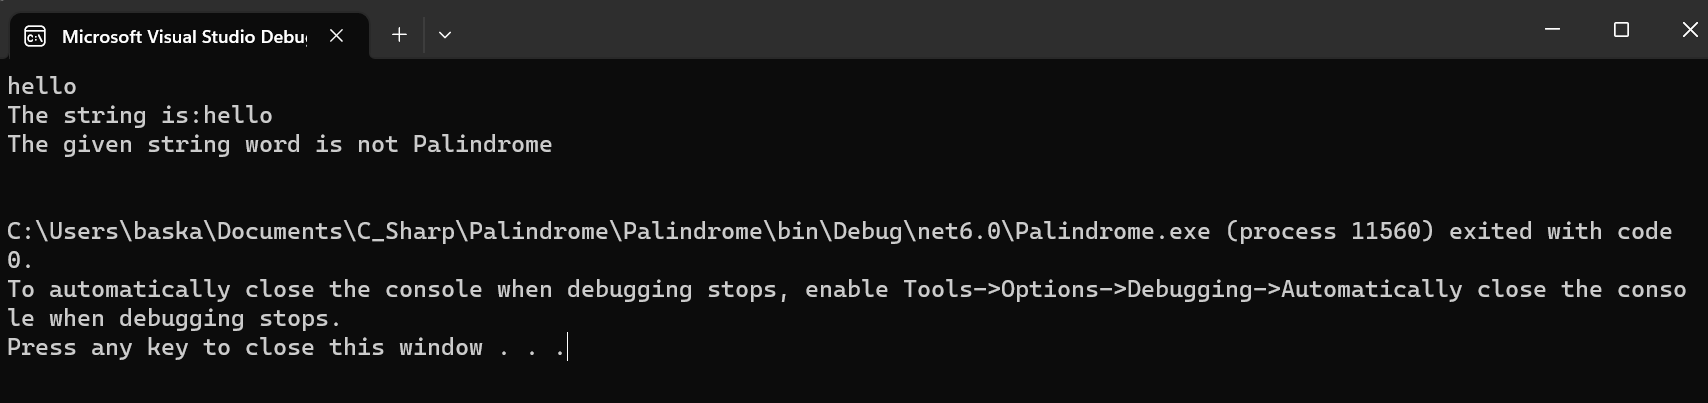 Microsoft Visual Studio Debu
hello
The string is:hello
The given string word is not Palindrome
C:\Users\baska\Documents\C_Sharp\Palindrome\Palindrome\bin\Debug\net6.0\Palindrome.exe (process 11560) exited with code
0.
To automatically close the console when debugging stops, enable Tools->Options->Debugging->Automatically close the conso
le when debugging stops.
Press any key to close this window . . .